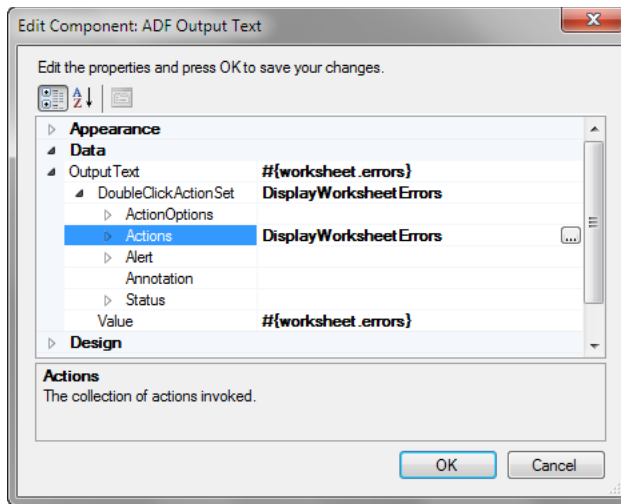 Edit Component: ADF Output Text
Edit the properties and press OK to save your changes.
Appearance
Data
OutputText #{worksheet.errors}
DoubleClickActionSet DisplayWorksheetErrors
ActionOptions
Actions DisplayWorksheetErrors ...
Alert
Annotation
Status
Value #{worksheet.errors}
Design
Actions
The collection of actions invoked.
OK Cancel